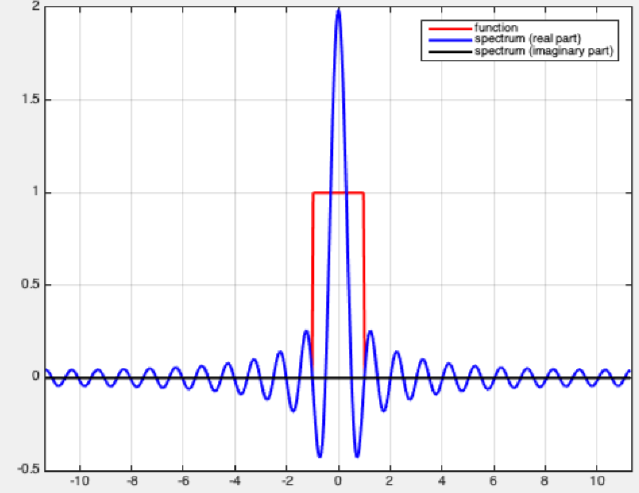 2
function
spectrum (real part)
spectrum (imaginary part)
1.5
1
0.5
0
-0.5
-10 -8 -6 -4 -2 0 2 4 6 8 10